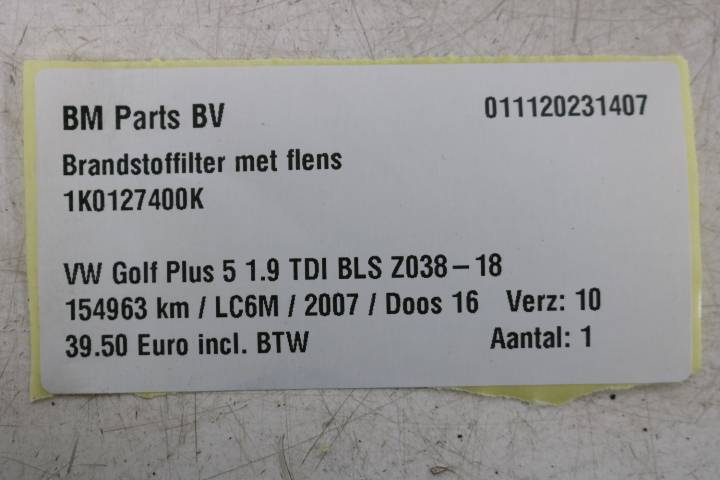 BM Parts BV 011120231407
Brandstoffilter met flens
1K0127400K
VW Golf Plus 5 1.9 TDI BLS Z038-18
154963 km / LC6M / 2007 / Doos 16 Verz: 10
39.50 Euro incl. BTW Aantal: 1